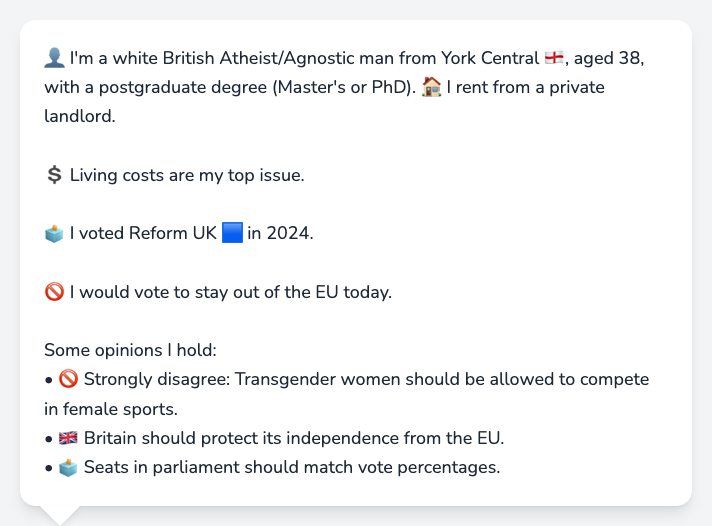 👤 I'm a white British Atheist/Agnostic man from York Central 🏴󠁧󠁢󠁥󠁮󠁧󠁿, aged 38,
with a postgraduate degree (Master's or PhD). 🏠 I rent from a private
landlord.
💲 Living costs are my top issue.
🗳️ I voted Reform UK 🟦 in 2024.
🚫 I would vote to stay out of the EU today.
Some opinions I hold:
• 🚫 Strongly disagree: Transgender women should be allowed to compete
in female sports.
• 🇬🇧 Britain should protect its independence from the EU.
• 🗳️ Seats in parliament should match vote percentages.